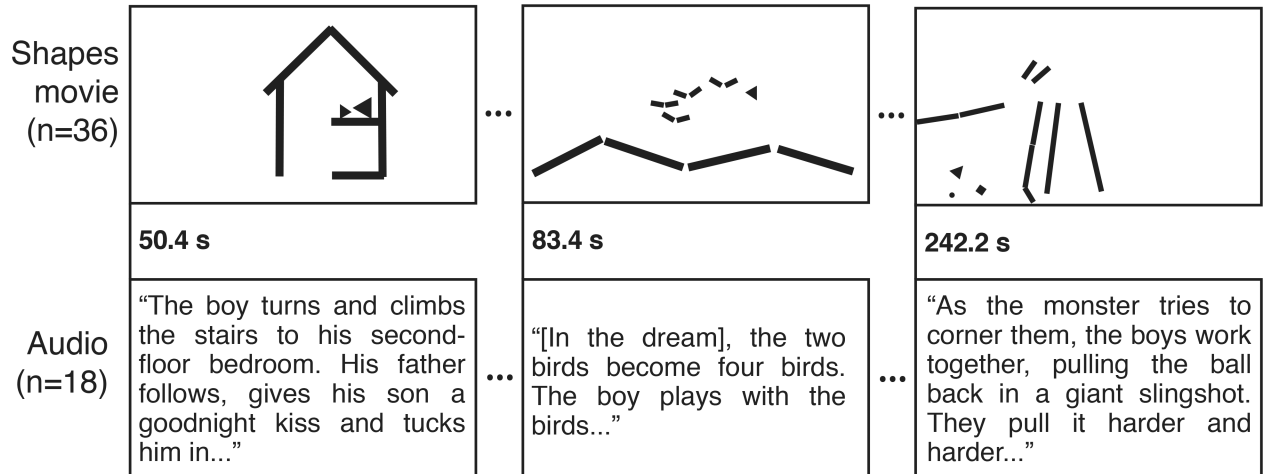 Shapes
movie
(n=36)
...
...
50.4 s
83.4 s
242.2 s
Audio
(n=18)
“The boy turns and climbs
the stairs to his second-
floor bedroom. His father
follows, gives his son a
goodnight kiss and tucks
him in...”
...
“[In the dream], the two
birds become four birds.
The boy plays with the
birds...”
...
“As the monster tries to
corner them, the boys work
together, pulling the ball
back in a giant slingshot.
They pull it harder and
harder...”